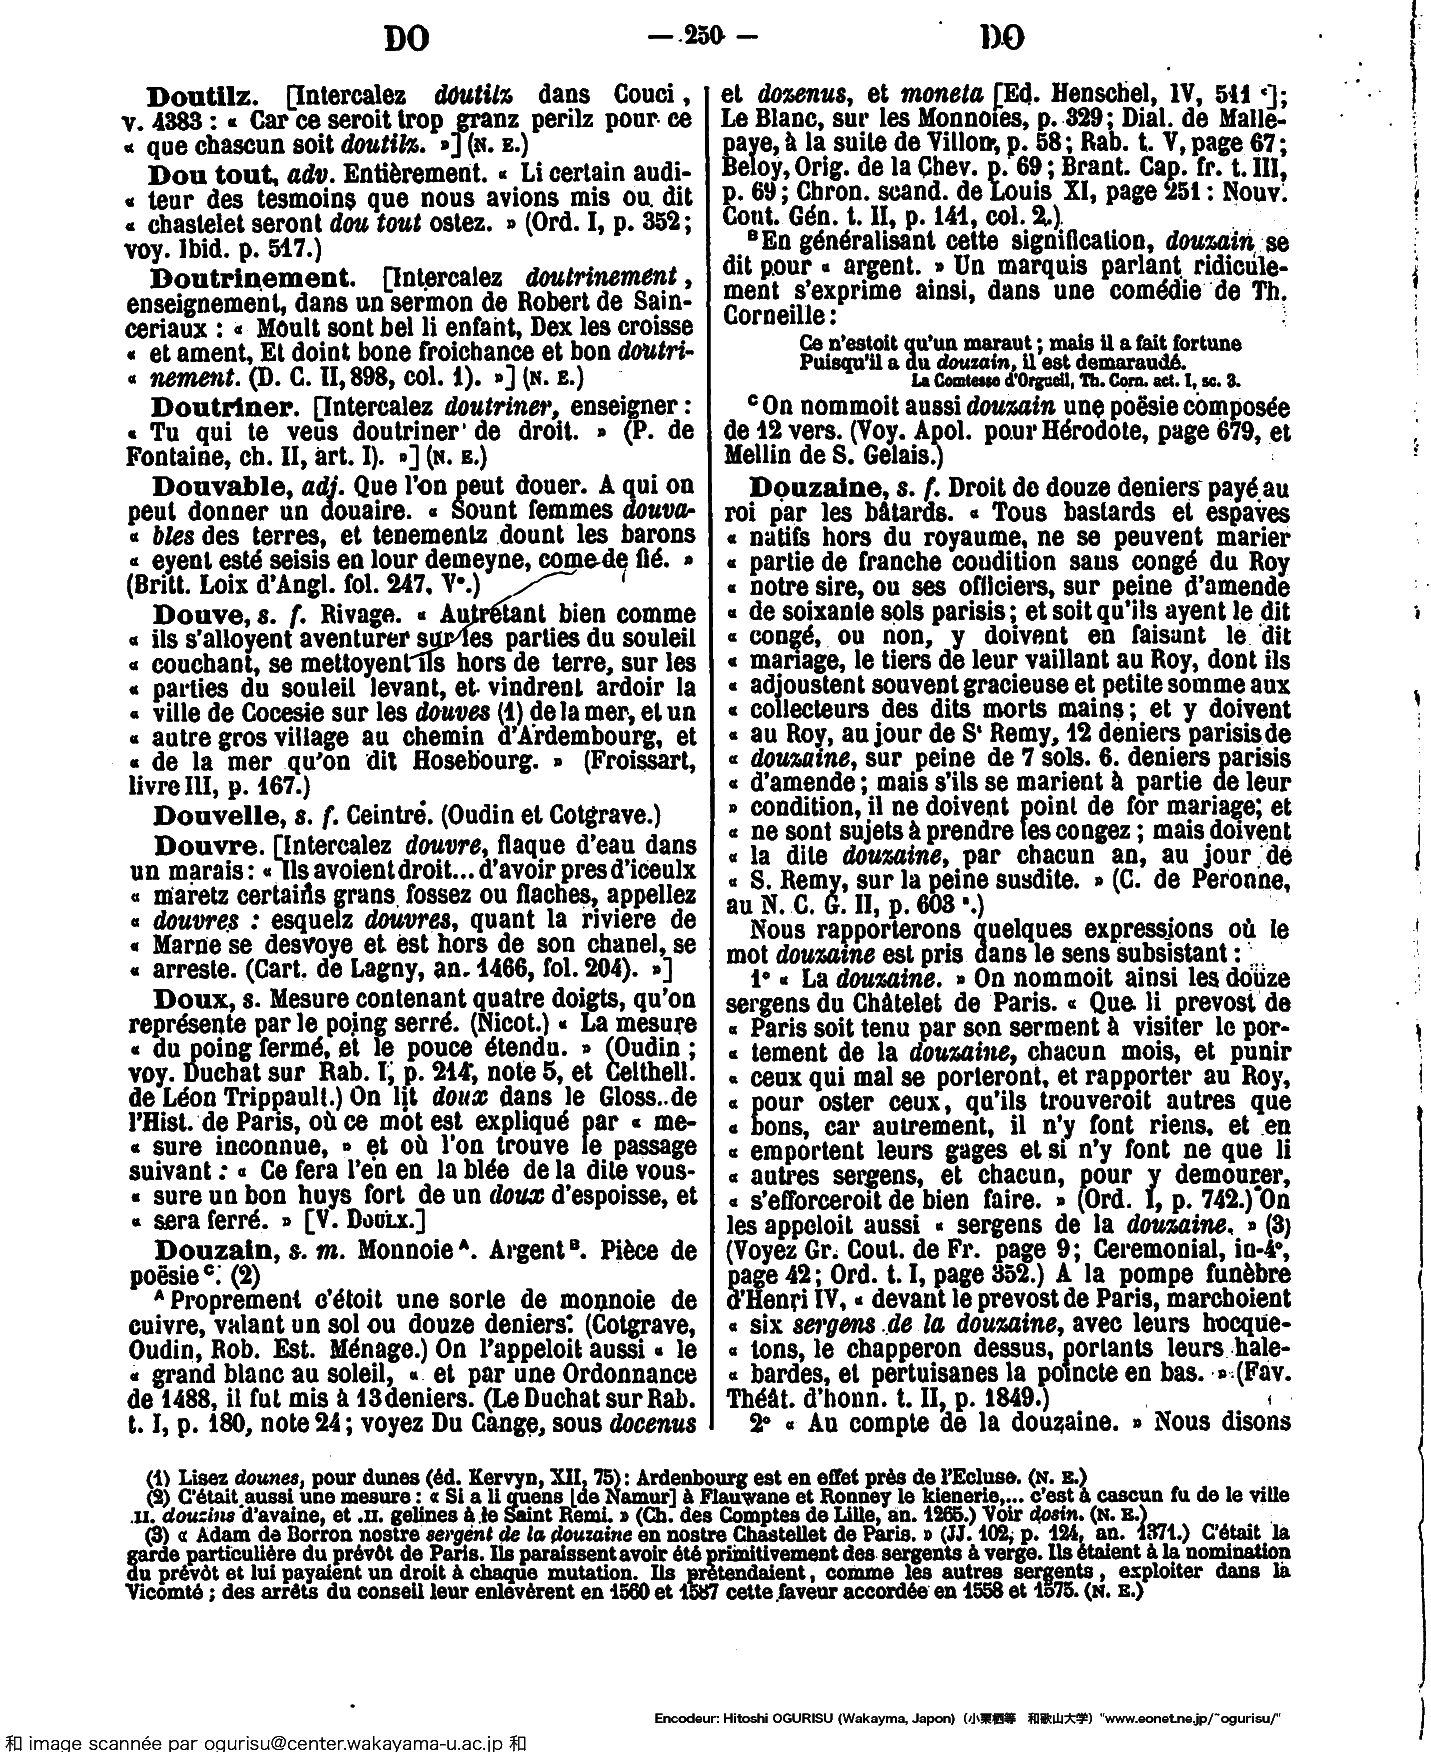 DO
— 250 —
DO
Doutilz. [Intercalez doutilz dans Couci,
v. 4383 : « Car ce seroit trop granz perilz pour ce
« que chascun soit doutilz. »] (N. E.)
Dou tout, adv. Entièrement. « Li certain audi-
« teur des tesmoins que nous avions mis ou dit
« chastelet seront dou tout ostez. » (Ord. I, p. 352 ;
voy. Ibid. p. 517.)
Doutrinement. [Intercalez doutrinement,
enseignement, dans un sermon de Robert de Sain-
ceriaux : « Moult sont bel li enfant, Dex les croisse
« et ament, Et doint bone froichance et bon doutri-
« nement. (D. C. II, 898, col. 1). »] (N. E.)
Doutriner. [Intercalez doutriner, enseigner :
« Tu qui te veus doutriner de droit. » (P. de
Fontaine, ch. II, art. I). »] (N. E.)
Douvable, adj. Que l'on peut douer. A qui on
peut donner un douaire. « Sount femmes douva-
« bles des terres, et tenementz dount les barons
« eyent esté seisis en lour demeyne, come de fié. »
(Britt. Loix d'Angl. fol. 247, V°.)
Douve, s. f. Rivage. « Autretant bien comme
« ils s'alloyent aventurer sur les parties du souleil
« couchant, se mettoyent ils hors de terre, sur les
« parties du souleil levant, et vindrent ardoir la
« ville de Cocesie sur les douves (1) de la mer, et un
« autre gros village au chemin d'Ardembourg, et
« de la mer qu'on dit Hosebourg. » (Froissart,
livre III, p. 167.)
Douvelle, s. f. Ceintré. (Oudin et Cotgrave.)
Douvre. [Intercalez douvre, flaque d'eau dans
un marais : « Ils avoient droit... d'avoir pres d'iceulx
« maretz certains grans fossez ou flaches, appellez
« douvres : esquelz douvres, quant la riviere de
« Marne se desvoye et est hors de son chanel, se
« arreste. (Cart. de Lagny, an. 1466, fol. 204). »]
Doux, s. Mesure contenant quatre doigts, qu'on
représente par le poing serré. (Nicot.) « La mesure
« du poing fermé, et le pouce étendu. » (Oudin ;
voy. Duchat sur Rab. I, p. 214, note 5, et Celthell.
de Léon Trippault.) On lit doux dans le Gloss. de
l'Hist. de Paris, où ce mot est expliqué par « me-
« sure inconnue, » et où l'on trouve le passage
suivant : « Ce fera l'en en la blée de la dite vous-
« sure un bon huys fort de un doux d'espoisse, et
« sera ferré. » [V. DOULX.]
Douzain, s. m. Monnoie A. Argent B. Pièce de
poësie C. (2)
A Proprement c'étoit une sorte de monnoie de
cuivre, valant un sol ou douze deniers. (Cotgrave,
Oudin, Rob. Est. Ménage.) On l'appeloit aussi « le
« grand blanc au soleil, « et par une Ordonnance
de 1488, il fut mis à 13 deniers. (Le Duchat sur Rab.
t. I, p. 180, note 24 ; voyez Du Cange, sous docenus
et dozenus, et moneta [Ed. Henschel, IV, 511 c] ;
Le Blanc, sur les Monnoies, p. 329 ; Dial. de Malle-
paye, à la suite de Villon, p. 58 ; Rab. t. V, page 67 ;
Beloy, Orig. de la Chev. p. 69 ; Brant. Cap. fr. t. III,
p. 69 ; Chron. scand. de Louis XI, page 251 : Nouv.
Cout. Gén. t. II, p. 141, col. 2.)
B En généralisant cette signification, douzain se
dit pour « argent. » Un marquis parlant ridicule-
ment s'exprime ainsi, dans une comédie de Th.
Corneille :
Ce n'estoit qu'un maraut ; mais il a fait fortune
Puisqu'il a du douzain, il est demaraudé.
La Comtesse d'Orgueil, Th. Corn. act. I, sc. 3.
C On nommoit aussi douzain une poësie composée
de 12 vers. (Voy. Apol. pour Hérodote, page 679, et
Mellin de S. Gelais.)
Douzaine, s. f. Droit de douze deniers payé au
roi par les bâtards. « Tous bastards et espaves
« natifs hors du royaume, ne se peuvent marier
« partie de franche condition sans congé du Roy
« notre sire, ou ses officiers, sur peine d'amende
« de soixante sols parisis ; et soit qu'ils ayent le dit
« congé, ou non, y doivent en faisant le dit
« mariage, le tiers de leur vaillant au Roy, dont ils
« adjoustent souvent gracieuse et petite somme aux
« collecteurs des dits morts mains ; et y doivent
« au Roy, au jour de St Remy, 12 deniers parisis de
« douzaine, sur peine de 7 sols. 6. deniers parisis
« d'amende ; mais s'ils se marient à partie de leur
» condition, il ne doivent point de for mariage ; et
« ne sont sujets à prendre les congez ; mais doivent
« la dite douzaine, par chacun an, au jour de
« S. Remy, sur la peine susdite. » (C. de Peronne,
au N. C. G. II, p. 603 a.)
Nous rapporterons quelques expressions où le
mot douzaine est pris dans le sens subsistant :
1° « La douzaine. » On nommoit ainsi les douze
sergens du Châtelet de Paris. « Que li prevost de
« Paris soit tenu par son serment à visiter le por-
« tement de la douzaine, chacun mois, et punir
« ceux qui mal se porteront, et rapporter au Roy,
« pour oster ceux, qu'ils trouveroit autres que
« bons, car autrement, il n'y font riens, et en
« emportent leurs gages et si n'y font ne que li
« autres sergens, et chacun, pour y demourer,
« s'efforceroit de bien faire. » (Ord. I, p. 742.) On
les appeloit aussi « sergens de la douzaine. » (3)
(Voyez Gr. Cout. de Fr. page 9 ; Ceremonial, in-4°,
page 42 ; Ord. t. I, page 352.) A la pompe funèbre
d'Henri IV, « devant le prevost de Paris, marchoient
« six sergens de la douzaine, avec leurs hocque-
« tons, le chapperon dessus, portants leurs hale-
« bardes, et pertuisanes la poincte en bas. » (Fav.
Théât. d'honn. t. II, p. 1849.)
2° « Au compte de la douzaine. » Nous disons
(1) Lisez dounes, pour dunes (éd. Kervyn, XII, 75) : Ardenbourg est en effet près de l'Ecluse. (N. E.)
(2) C'était aussi une mesure : « Si a li quens [de Namur] à Flauwane et Ronney le kienerie,... c'est à cascun fu de le ville
.II. douzins d'avaine, et .II. gelines à le Saint Remi. » (Ch. des Comptes de Lille, an. 1265.) Voir dosin. (N. E.)
(3) « Adam de Borron nostre sergent de la douzaine en nostre Chastellet de Paris. » (JJ. 102, p. 124, an. 1371.) C'était la
garde particulière du prévôt de Paris. Ils paraissent avoir été primitivement des sergents à verge. Ils étaient à la nomination
du prévôt et lui payaient un droit à chaque mutation. Ils prétendaient, comme les autres sergents, exploiter dans la
Vicomté ; des arrêts du conseil leur enlevèrent en 1560 et 1587 cette faveur accordée en 1558 et 1575. (N. E.)
Encodeur: Hitoshi OGURISU (Wakayma, Japon) (小栗栖等 和歌山大学) "www.eonet.ne.jp/~ogurisu/"
和 image scannée par ogurisu@center.wakayama-u.ac.jp 和